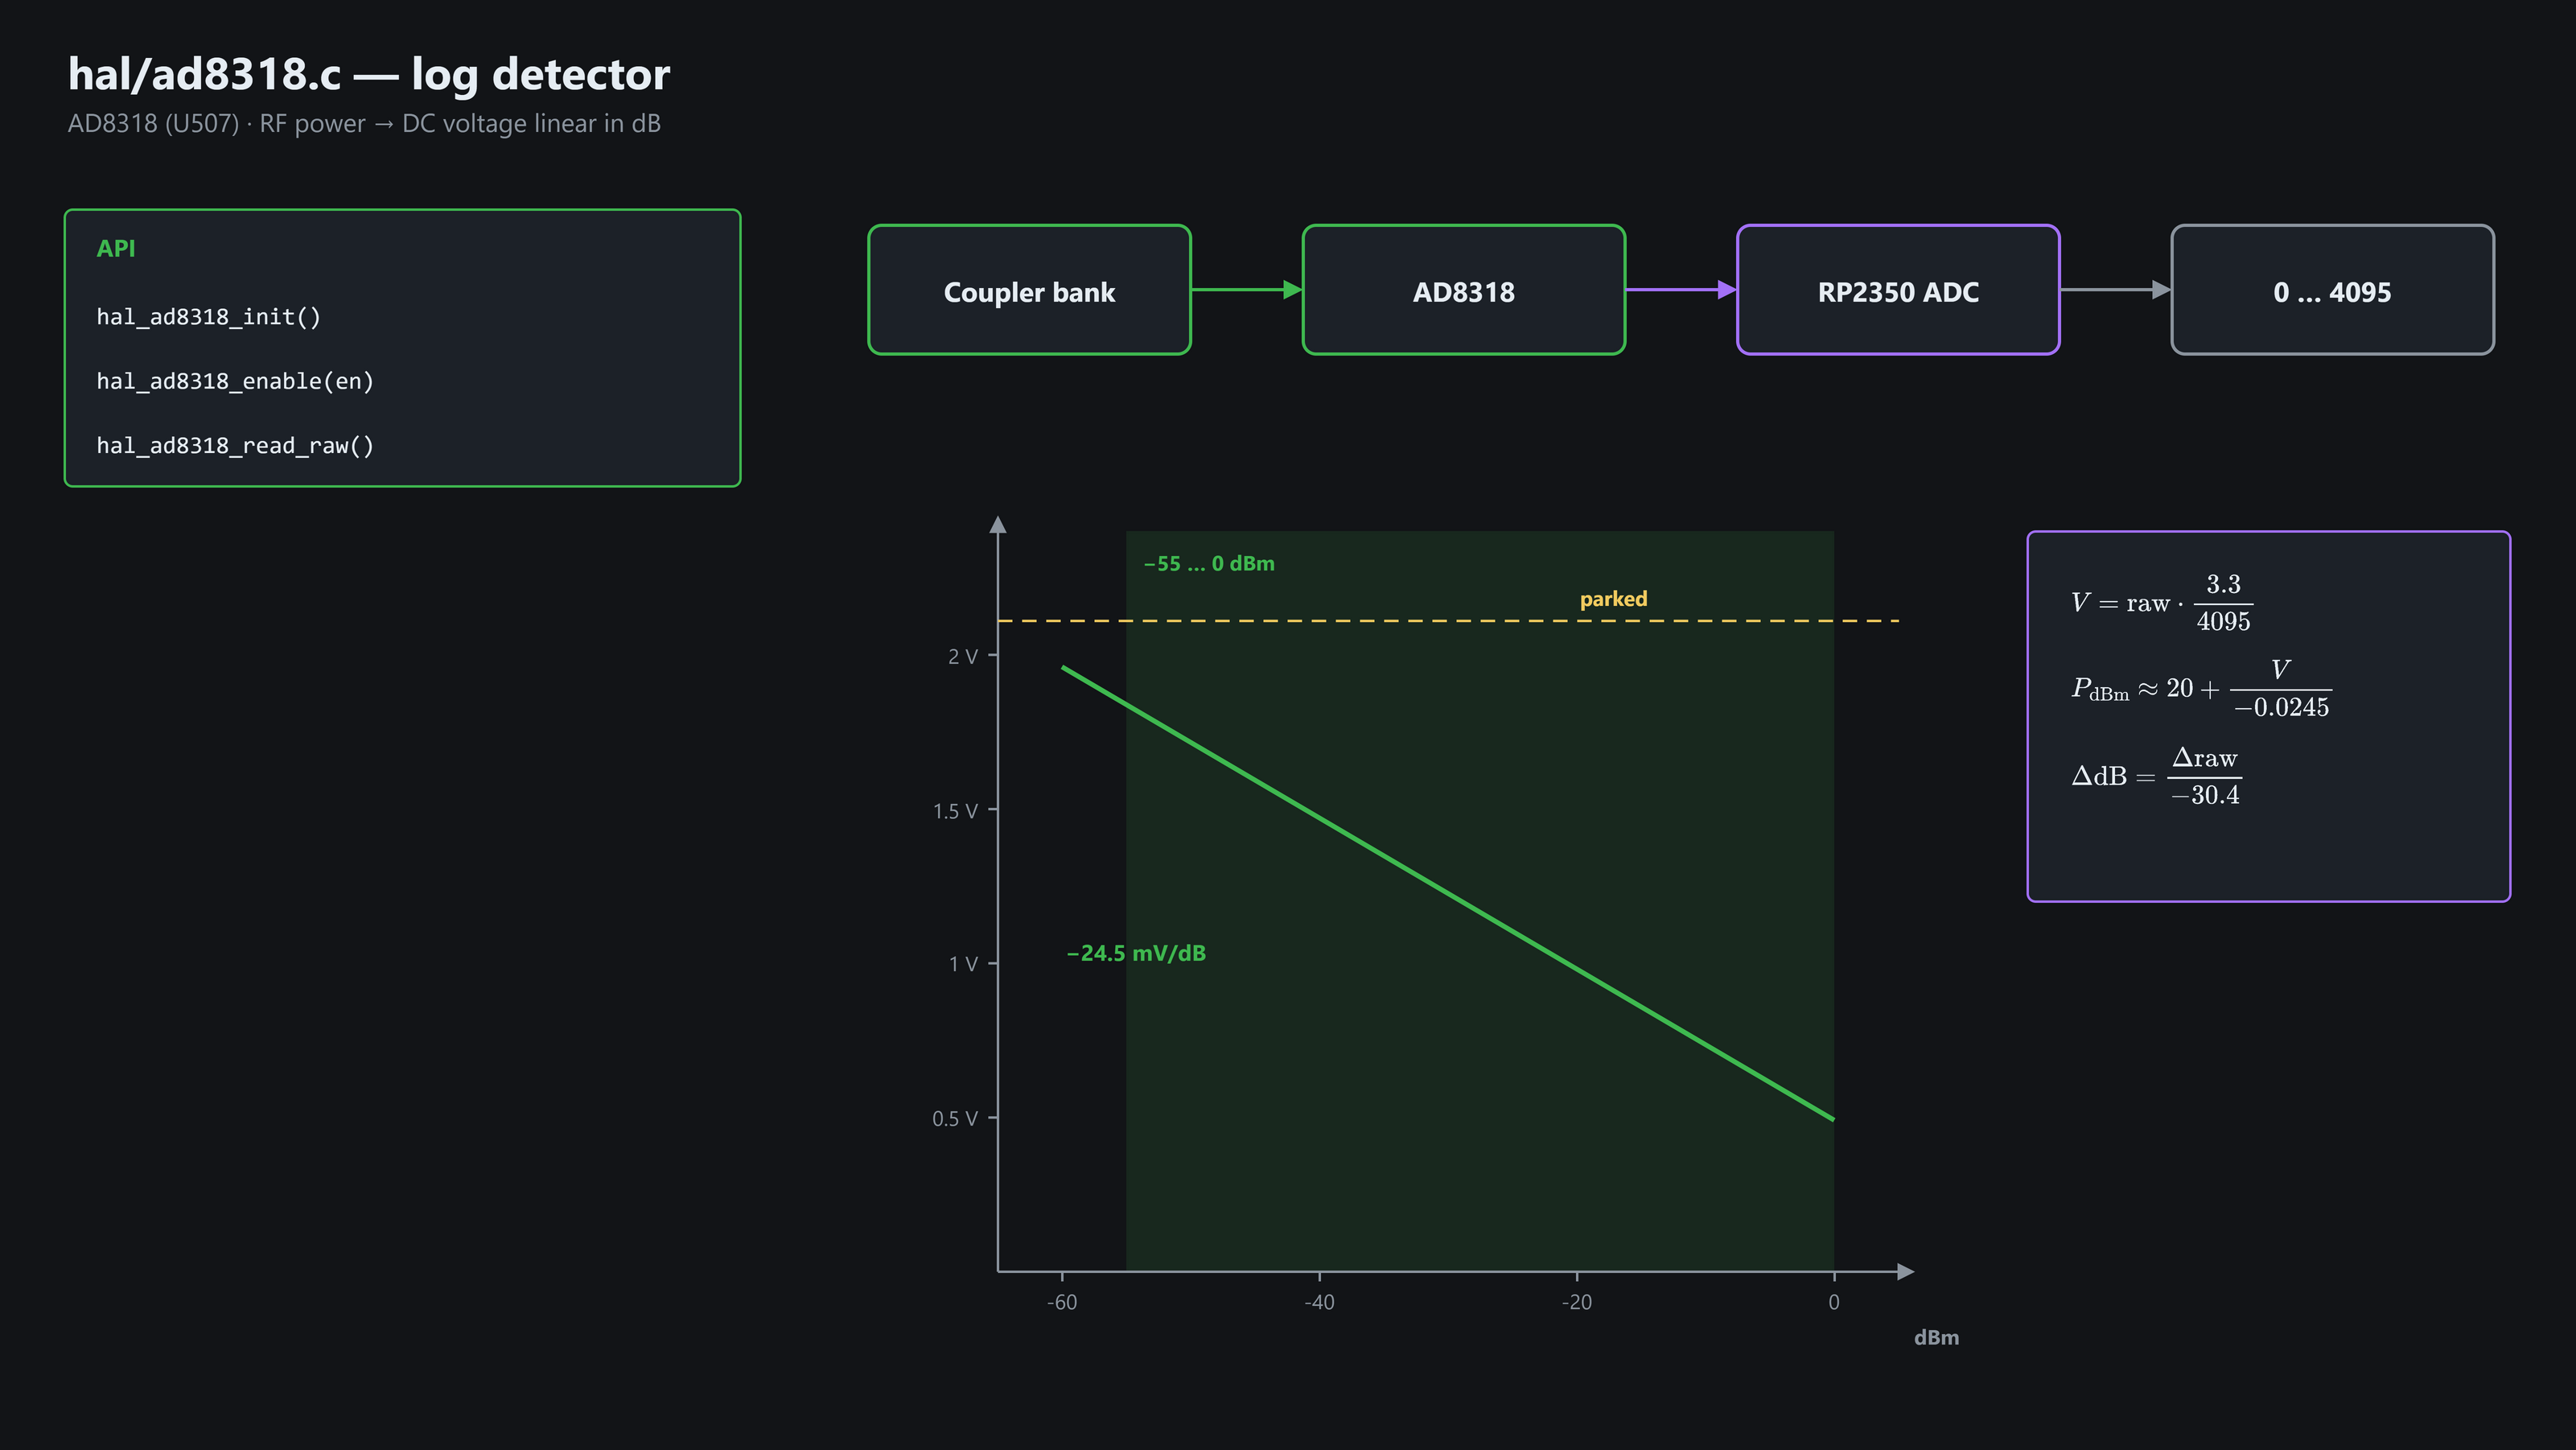 hal/ad8318.c — log detector
AD8318 (U507) · RF power → DC voltage linear in dB
API
hal_ad8318_init()
hal_ad8318_enable(en)
hal_ad8318_read_raw()
Coupler bank
AD8318
RP2350 ADC
0 ... 4095
−55 ... 0 dBm
parked
2 V
1.5 V
1 V
0.5 V
−24.5 mV/dB
-60
-40
-20
0
dBm
V = raw · 3.3/4095
P_dBm ≈ 20 + V/−0.0245
ΔdB = Δraw/−30.4